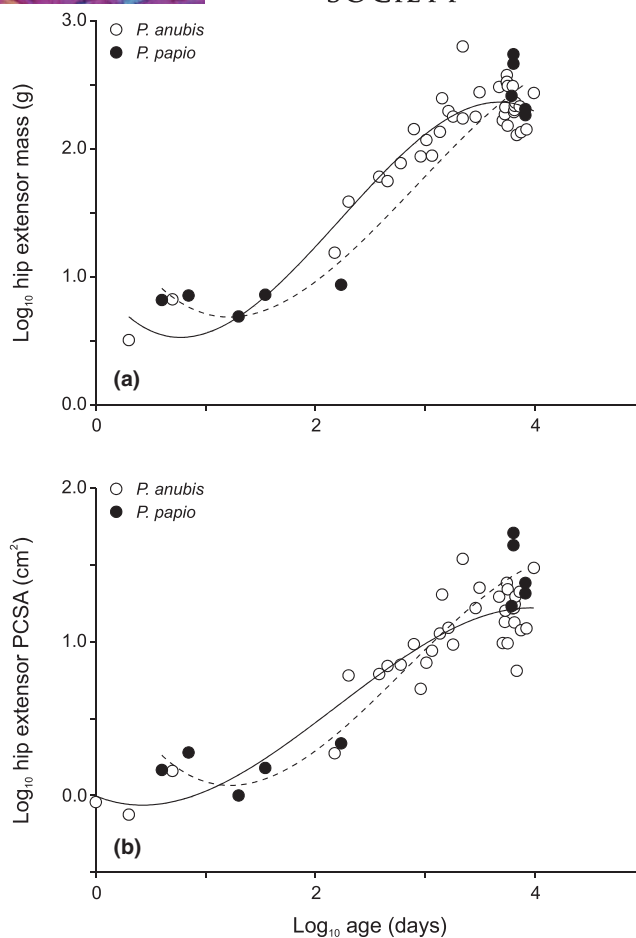 SOCIETY
3.0
P. anubis
P. papio
2.0
1.0
0.0
Log₁₀ hip extensor mass (g)
(a)
0
2
4
2.0
P. anubis
P. papio
1.0
0.0
Log₁₀ hip extensor PCSA (cm²)
(b)
0
2
4
Log₁₀ age (days)